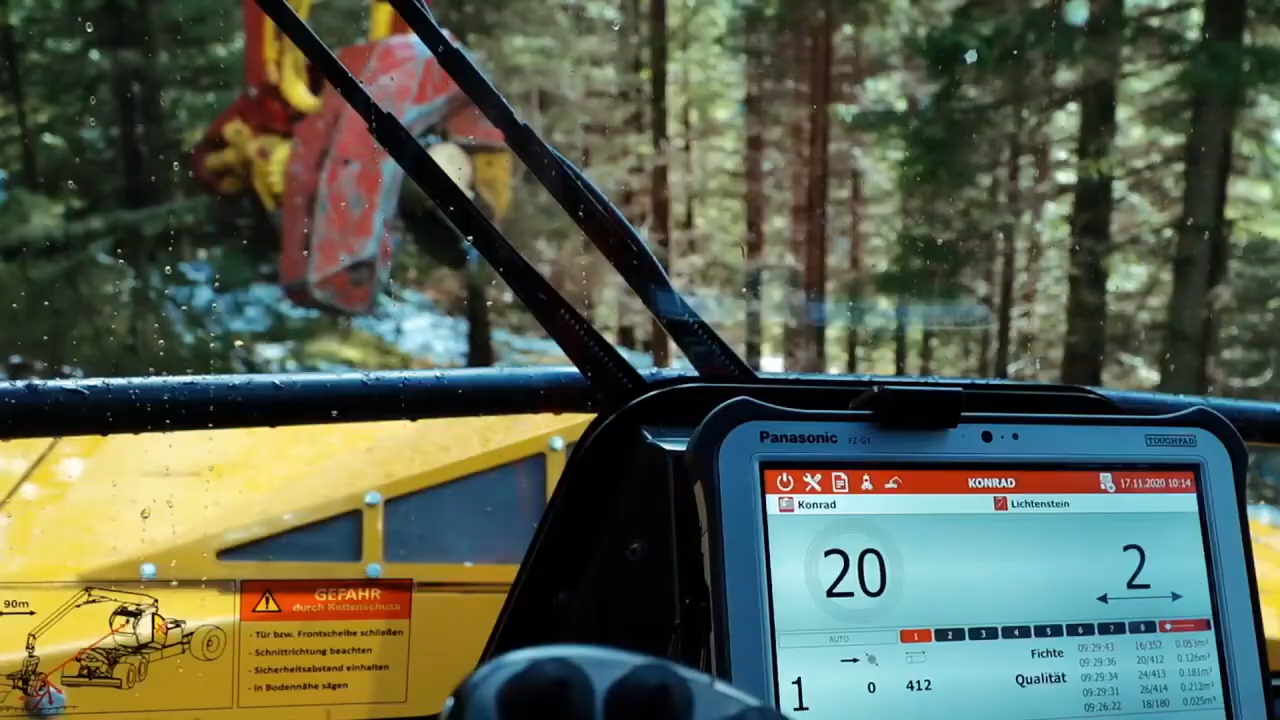 Panasonic FZ-G1 TOUGHPAD
KONRAD 17.11.2020 10:14
Konrad Lichtenstein
20 2
AUTO 1 2 3 4 5 6 7 8
Fichte
Qualität
09:29:43 16/352 0.053m³
09:29:36 20/412 0.126m³
09:29:34 24/413 0.181m³
09:29:31 26/414 0.212m³
09:26:22 18/180 0.025m³
1 0 412
90m
GEFAHR
durch Kettenschuss
- Tür bzw. Frontscheibe schließen
- Schnittrichtung beachten
- Sicherheitsabstand einhalten
- in Bodennähe sägen